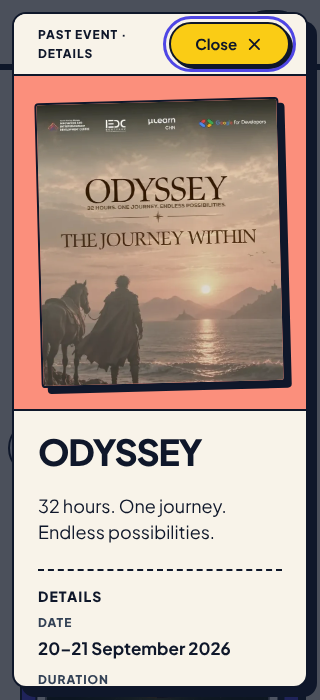 PAST EVENT ·
DETAILS
Close
IEDC
µLearn
CHN
Google for Developers
ODYSSEY
32 HOURS. ONE JOURNEY. ENDLESS POSSIBILITIES.
THE JOURNEY WITHIN
ODYSSEY
32 hours. One journey.
Endless possibilities.
DETAILS
DATE
20–21 September 2026
DURATION